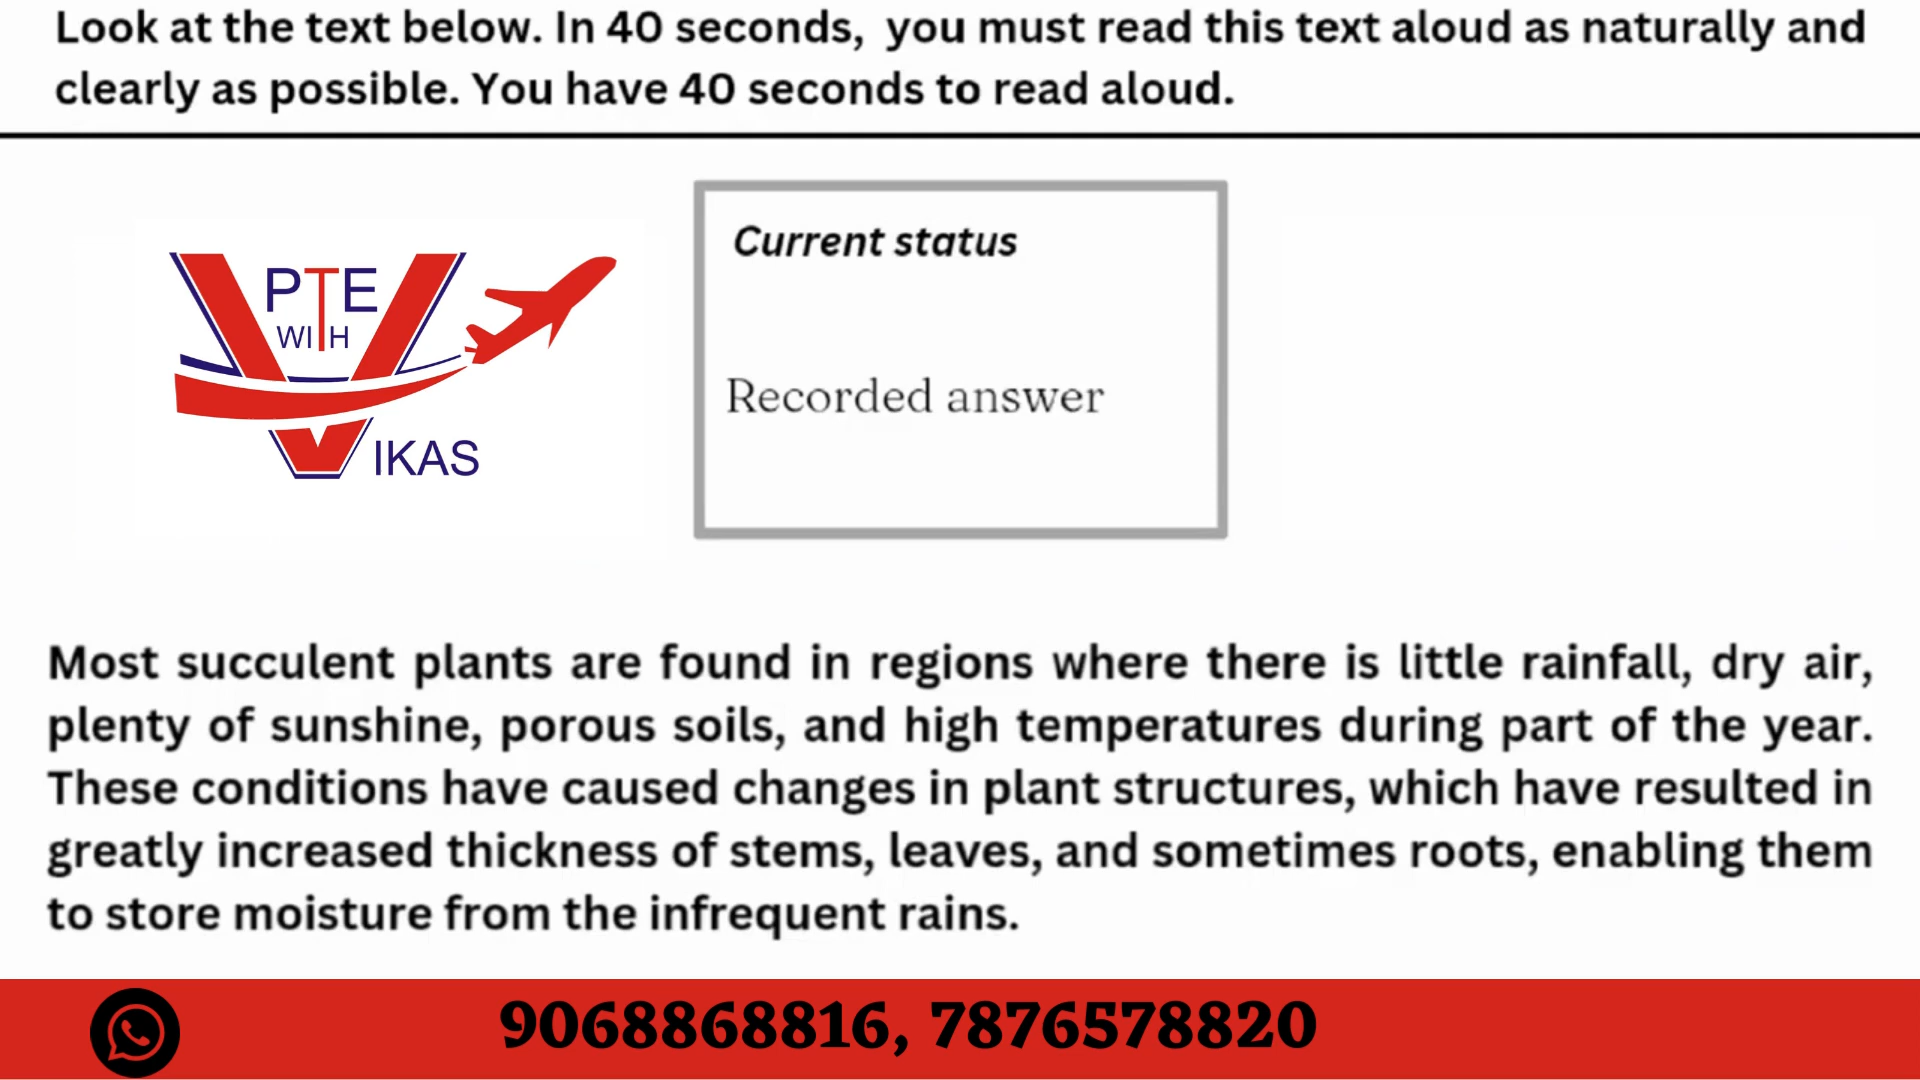 Look at the text below. In 40 seconds, you must read this text aloud as naturally and
clearly as possible. You have 40 seconds to read aloud.
PTE
WITH
VIKAS
Current status
Recorded answer
Most succulent plants are found in regions where there is little rainfall, dry air,
plenty of sunshine, porous soils, and high temperatures during part of the year.
These conditions have caused changes in plant structures, which have resulted in
greatly increased thickness of stems, leaves, and sometimes roots, enabling them
to store moisture from the infrequent rains.
9068868816, 7876578820